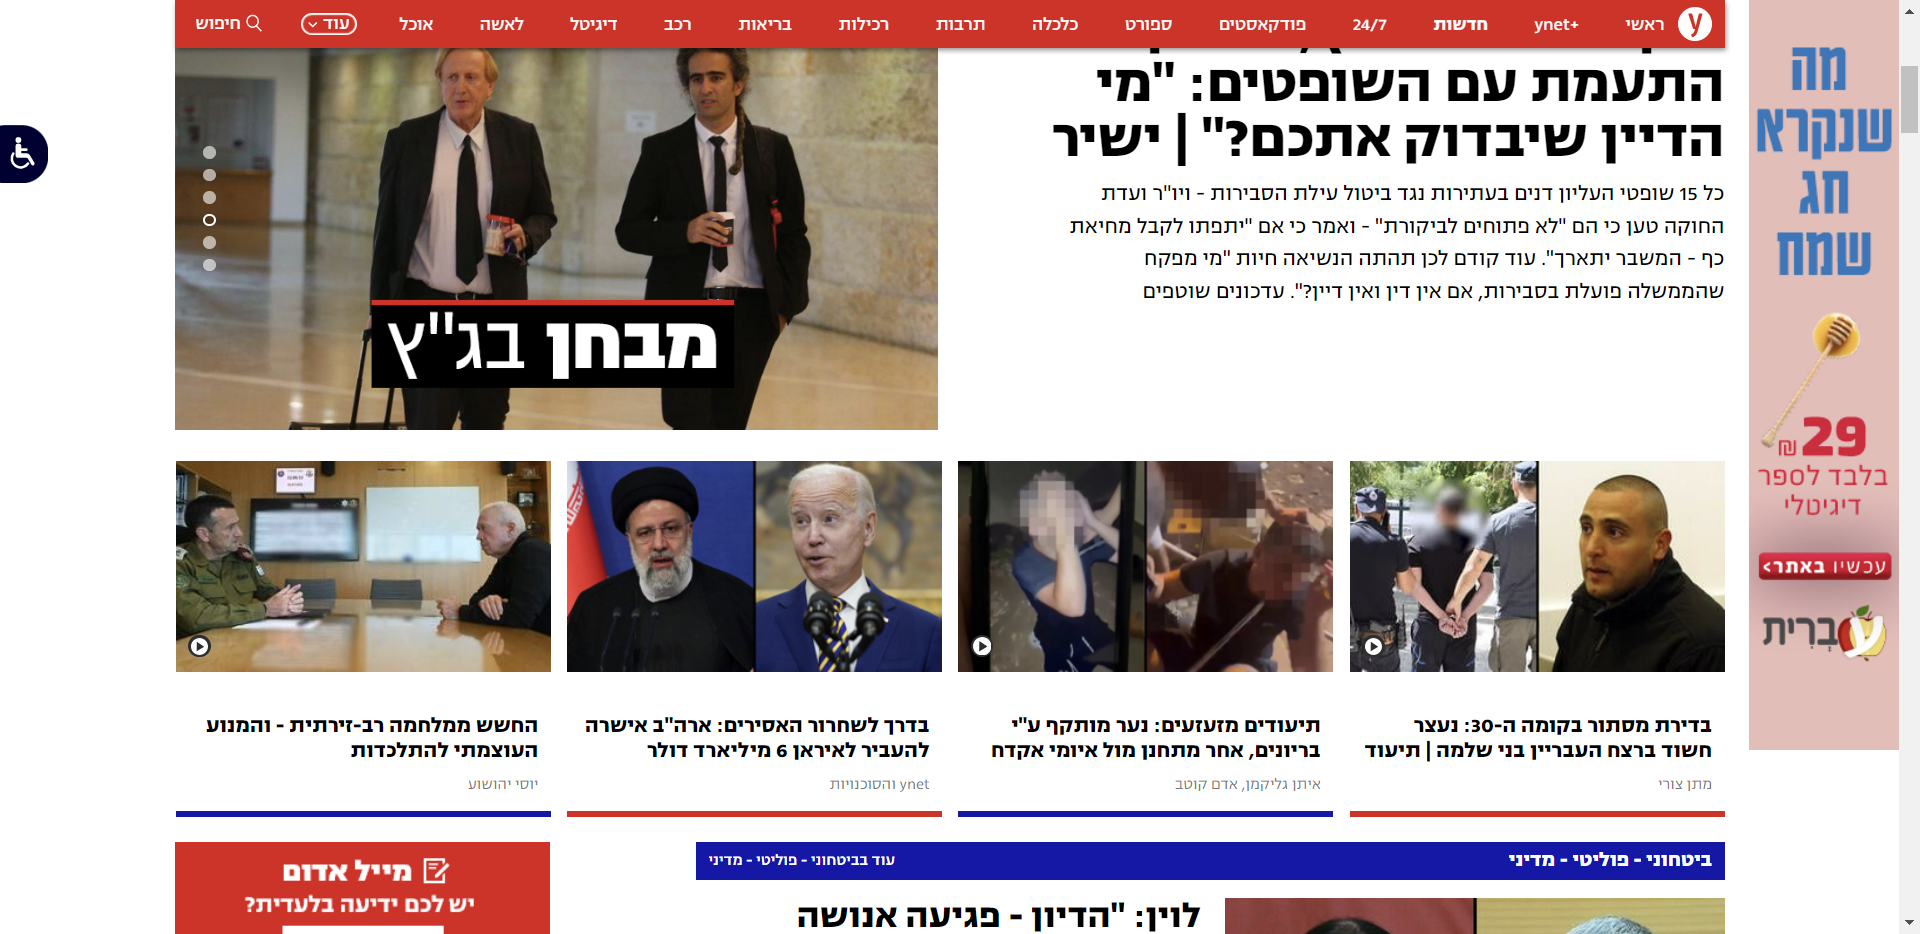 ראשי
ynet+
חדשות
24/7
פודקאסטים
ספורט
כלכלה
תרבות
רכילות
בריאות
רכב
דיגיטל
לאשה
אוכל
עוד
חיפוש
התעמת עם השופטים: "מי
הדיין שיבדוק אתכם?" | ישיר
כל 15 שופטי העליון דנים בעתירות נגד ביטול עילת הסבירות - ויו"ר ועדת
החוקה טען כי הם "לא פתוחים לביקורת" - ואמר כי אם "יתפתו לקבל מחיאת
כף - המשבר יתארך". עוד קודם לכן תהתה הנשיאה חיות "מי מפקח
שהממשלה פועלת בסבירות, אם אין דין ואין דיין?". עדכונים שוטפים
מבחן בג"ץ
מה
שנקרא
חג
שמח
29 ₪
בלבד לספר
דיגיטלי
עכשיו באתר>
עברית
בדירת מסתור בקומה ה-30: נעצר
חשוד ברצח העבריין בני שלמה | תיעוד
מתן צורי
תיעודים מזעזעים: נער מותקף ע"י
בריונים, אחר מתחנן מול איומי אקדח
איתן גליקמן, אדם קוטב
בדרך לשחרור האסירים: ארה"ב אישרה
להעביר לאיראן 6 מיליארד דולר
ynet והסוכנויות
החשש ממלחמה רב-זירתית - והמנוע
העוצמתי להתלכדות
יוסי יהושוע
ביטחוני - פוליטי - מדיני
עוד בביטחוני - פוליטי - מדיני
לוין: "הדיון - פגיעה אנושה
מייל אדום
יש לכם ידיעה בלעדית?